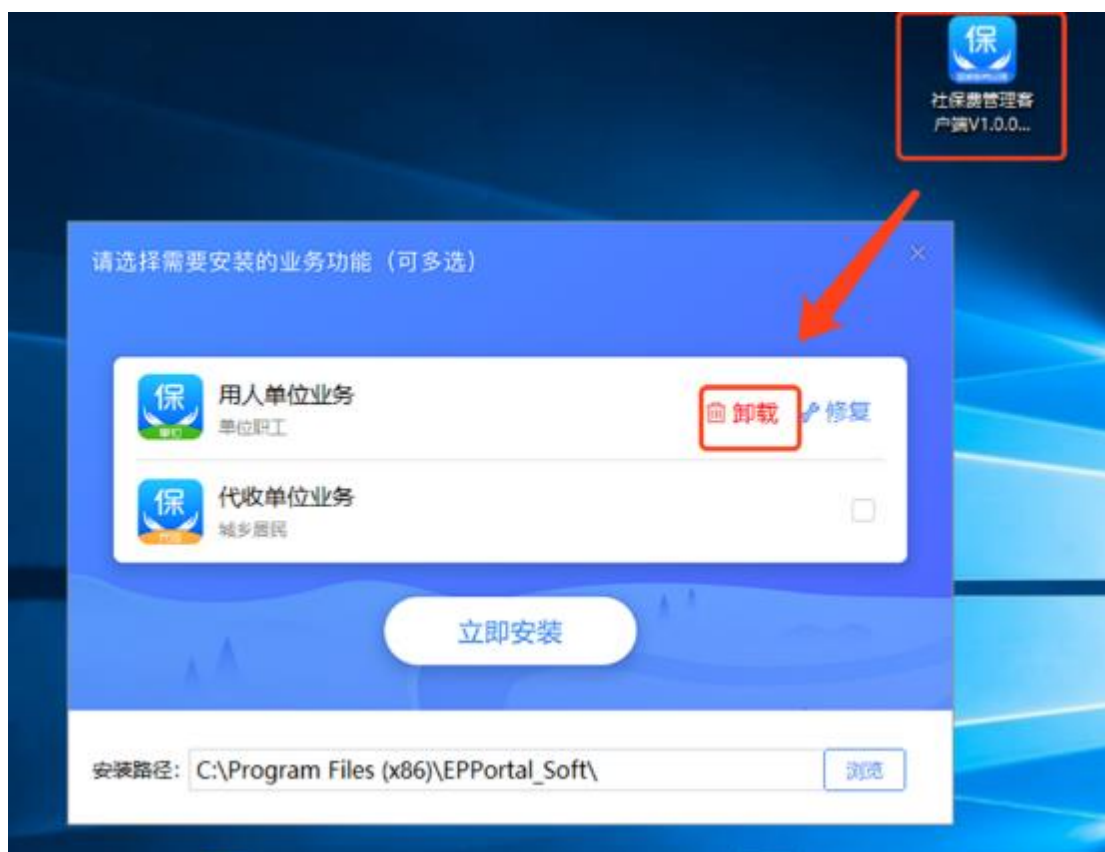 保
社保费管理客
户端V1.0.0...
请选择需要安装的业务功能（可多选）
保
单位
用人单位业务
单位职工
卸载
修复
保
代收单位业务
城乡居民
立即安装
安装路径:
C:\Program Files (x86)\EPPortal_Soft\
浏览